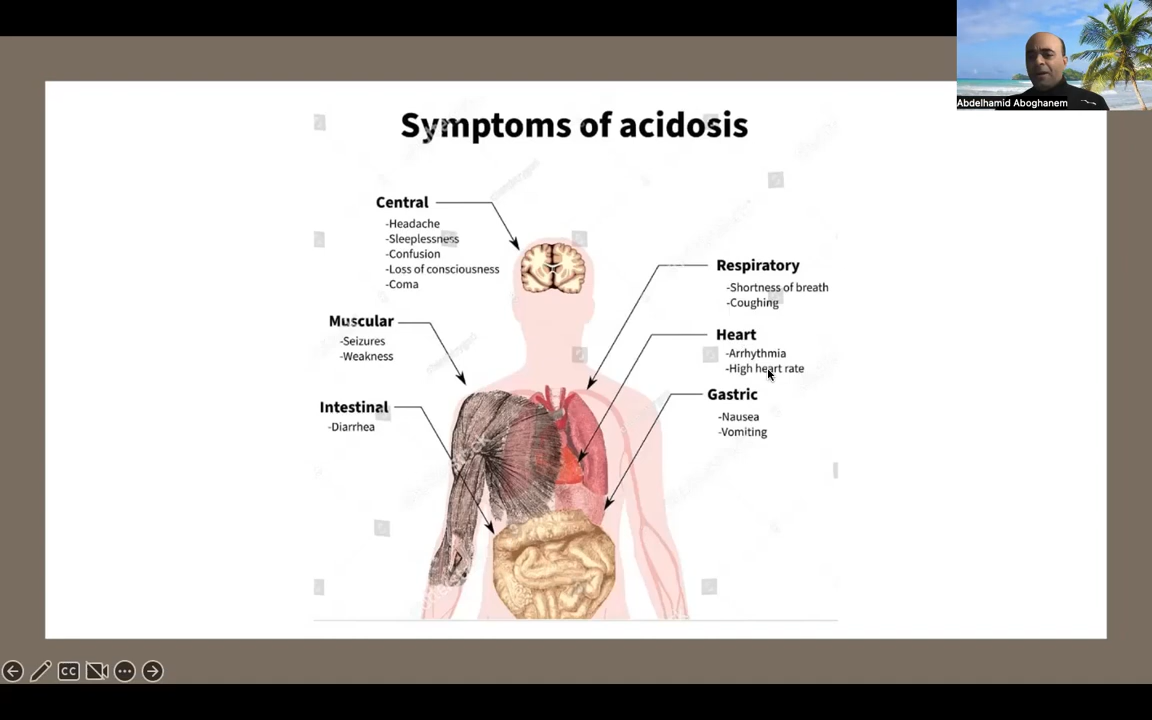 Abdelhamid Aboghanem
Symptoms of acidosis
Central
-Headache
-Sleeplessness
-Confusion
-Loss of consciousness
-Coma
Muscular
-Seizures
-Weakness
Intestinal
-Diarrhea
Respiratory
-Shortness of breath
-Coughing
Heart
-Arrhythmia
-High heart rate
Gastric
-Nausea
-Vomiting
CC